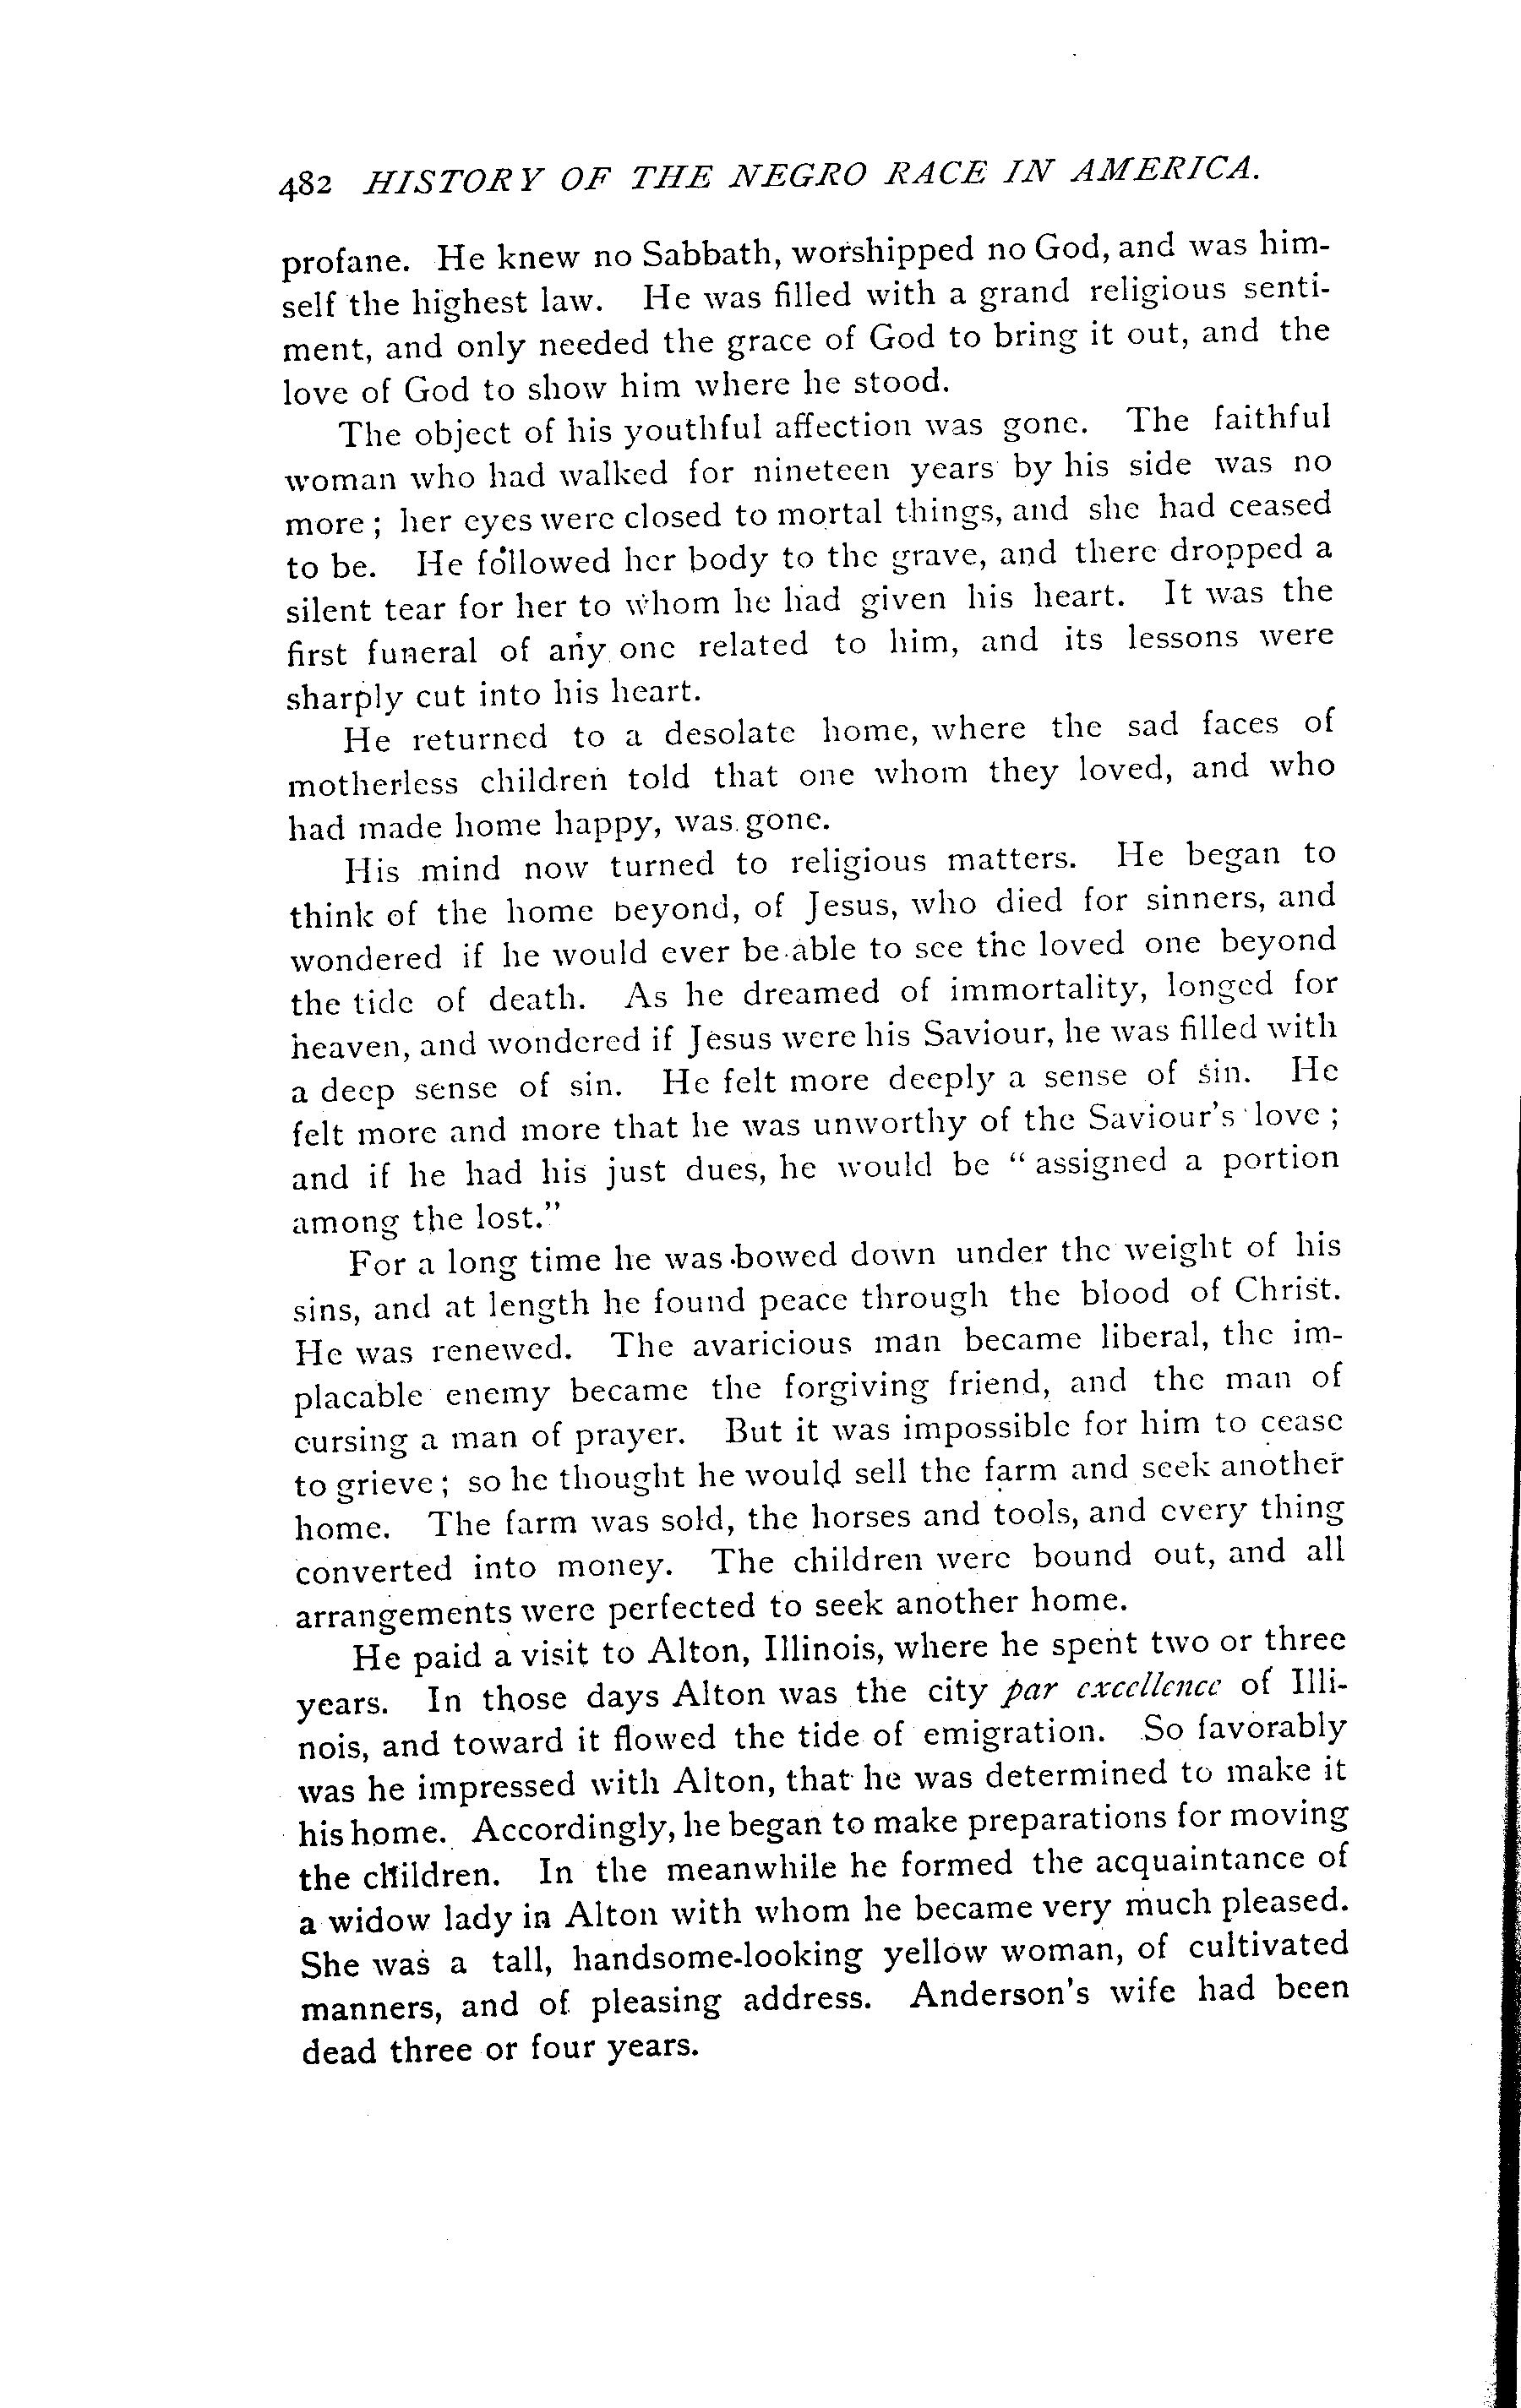 482 HISTORY OF THE NEGRO RACE IN AMERICA.
profane. He knew no Sabbath, worshipped no God, and was him-
self the highest law. He was filled with a grand religious senti-
ment, and only needed the grace of God to bring it out, and the
love of God to show him where he stood.
The object of his youthful affection was gone. The faithful
woman who had walked for nineteen years by his side was no
more; her eyes were closed to mortal things, and she had ceased
to be. He followed her body to the grave, and there dropped a
silent tear for her to whom he had given his heart. It was the
first funeral of any one related to him, and its lessons were
sharply cut into his heart.
He returned to a desolate home, where the sad faces of
motherless children told that one whom they loved, and who
had made home happy, was gone.
His mind now turned to religious matters. He began to
think of the home beyond, of Jesus, who died for sinners, and
wondered if he would ever be able to see the loved one beyond
the tide of death. As he dreamed of immortality, longed for
heaven, and wondered if Jesus were his Saviour, he was filled with
a deep sense of sin. He felt more deeply a sense of sin. He
felt more and more that he was unworthy of the Saviour's love;
and if he had his just dues, he would be "assigned a portion
among the lost."
For a long time he was bowed down under the weight of his
sins, and at length he found peace through the blood of Christ.
He was renewed. The avaricious man became liberal, the im-
placable enemy became the forgiving friend, and the man of
cursing a man of prayer. But it was impossible for him to cease
to grieve; so he thought he would sell the farm and seek another
home. The farm was sold, the horses and tools, and every thing
converted into money. The children were bound out, and all
arrangements were perfected to seek another home.
He paid a visit to Alton, Illinois, where he spent two or three
years. In those days Alton was the city par excellence of Illi-
nois, and toward it flowed the tide of emigration. So favorably
was he impressed with Alton, that he was determined to make it
his home. Accordingly, he began to make preparations for moving
the children. In the meanwhile he formed the acquaintance of
a widow lady in Alton with whom he became very much pleased.
She was a tall, handsome-looking yellow woman, of cultivated
manners, and of pleasing address. Anderson's wife had been
dead three or four years.